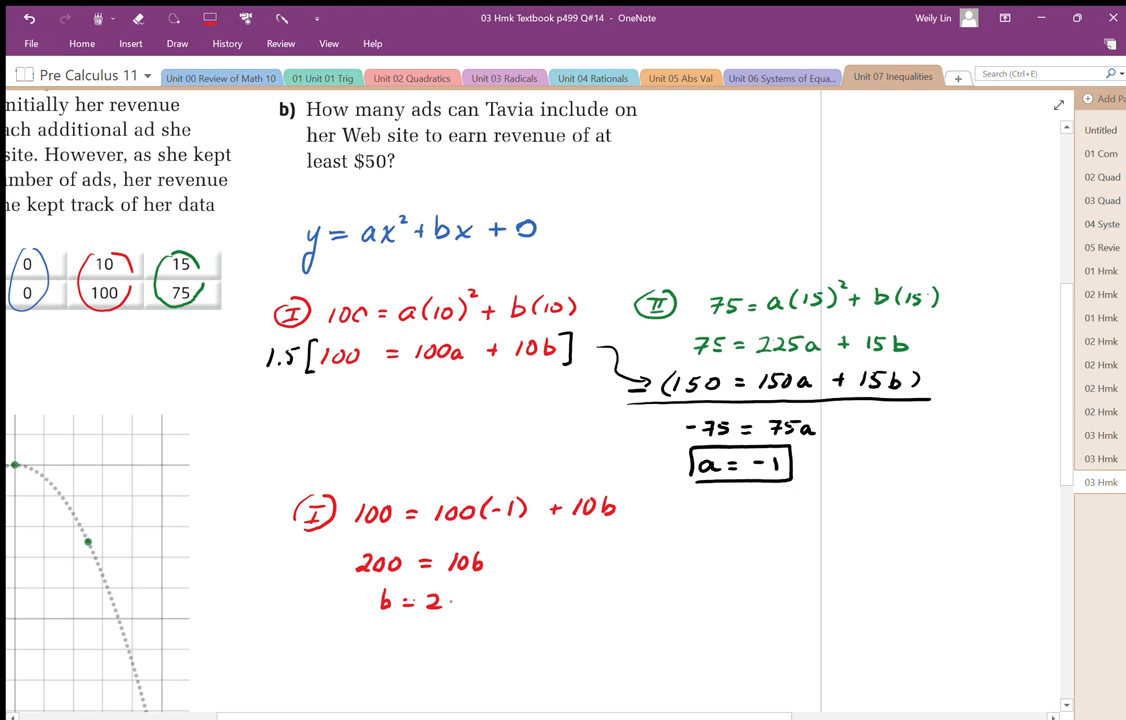 03 Hmk Textbook p499 Q#14 - OneNote
Weily Lin
File Home Insert Draw History Review View Help
Pre Calculus 11
Unit 00 Review of Math 10
01 Unit 01 Trig
Unit 02 Quadratics
Unit 03 Radicals
Unit 04 Rationals
Unit 05 Abs Val
Unit 06 Systems of Equa...
Unit 07 Inequalities
Search (Ctrl+E)
nitially her revenue
ach additional ad she
site. However, as she kept
umber of ads, her revenue
he kept track of her data
0 10 15
0 100 75
b) How many ads can Tavia include on
her Web site to earn revenue of at
least $50?
y = ax² + bx + 0
I 100 = a(10)² + b(10)
1.5[100 = 100a + 10b]
II 75 = a(15)² + b(15)
75 = 225a + 15b
- (150 = 150a + 15b)
-75 = 75a
a = -1
I 100 = 100(-1) + 10b
200 = 10b
b = 2
Add Pa
Untitled
01 Com
02 Quad
03 Quad
04 Syste
05 Revie
01 Hmk
02 Hmk
01 Hmk
02 Hmk
02 Hmk
02 Hmk
02 Hmk
03 Hmk
03 Hmk
03 Hmk